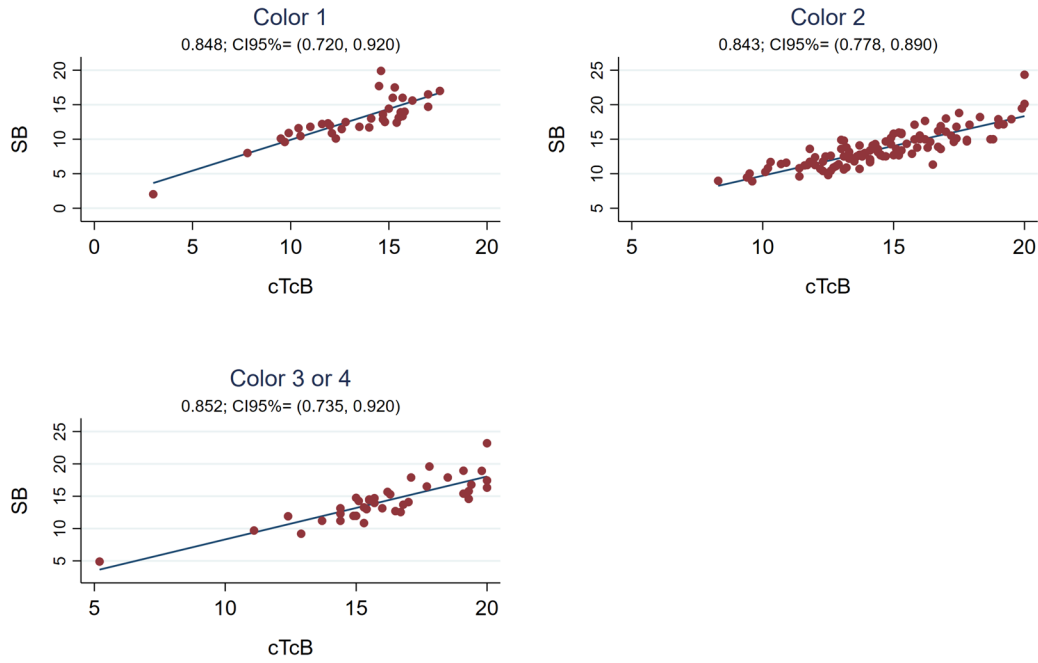 Color 1
0.848; CI95%= (0.720, 0.920)
SB
20
15
10
5
0
0 5 10 15 20
cTcB
Color 2
0.843; CI95%= (0.778, 0.890)
SB
25
20
15
10
5
5 10 15 20
cTcB
Color 3 or 4
0.852; CI95%= (0.735, 0.920)
SB
25
20
15
10
5
5 10 15 20
cTcB